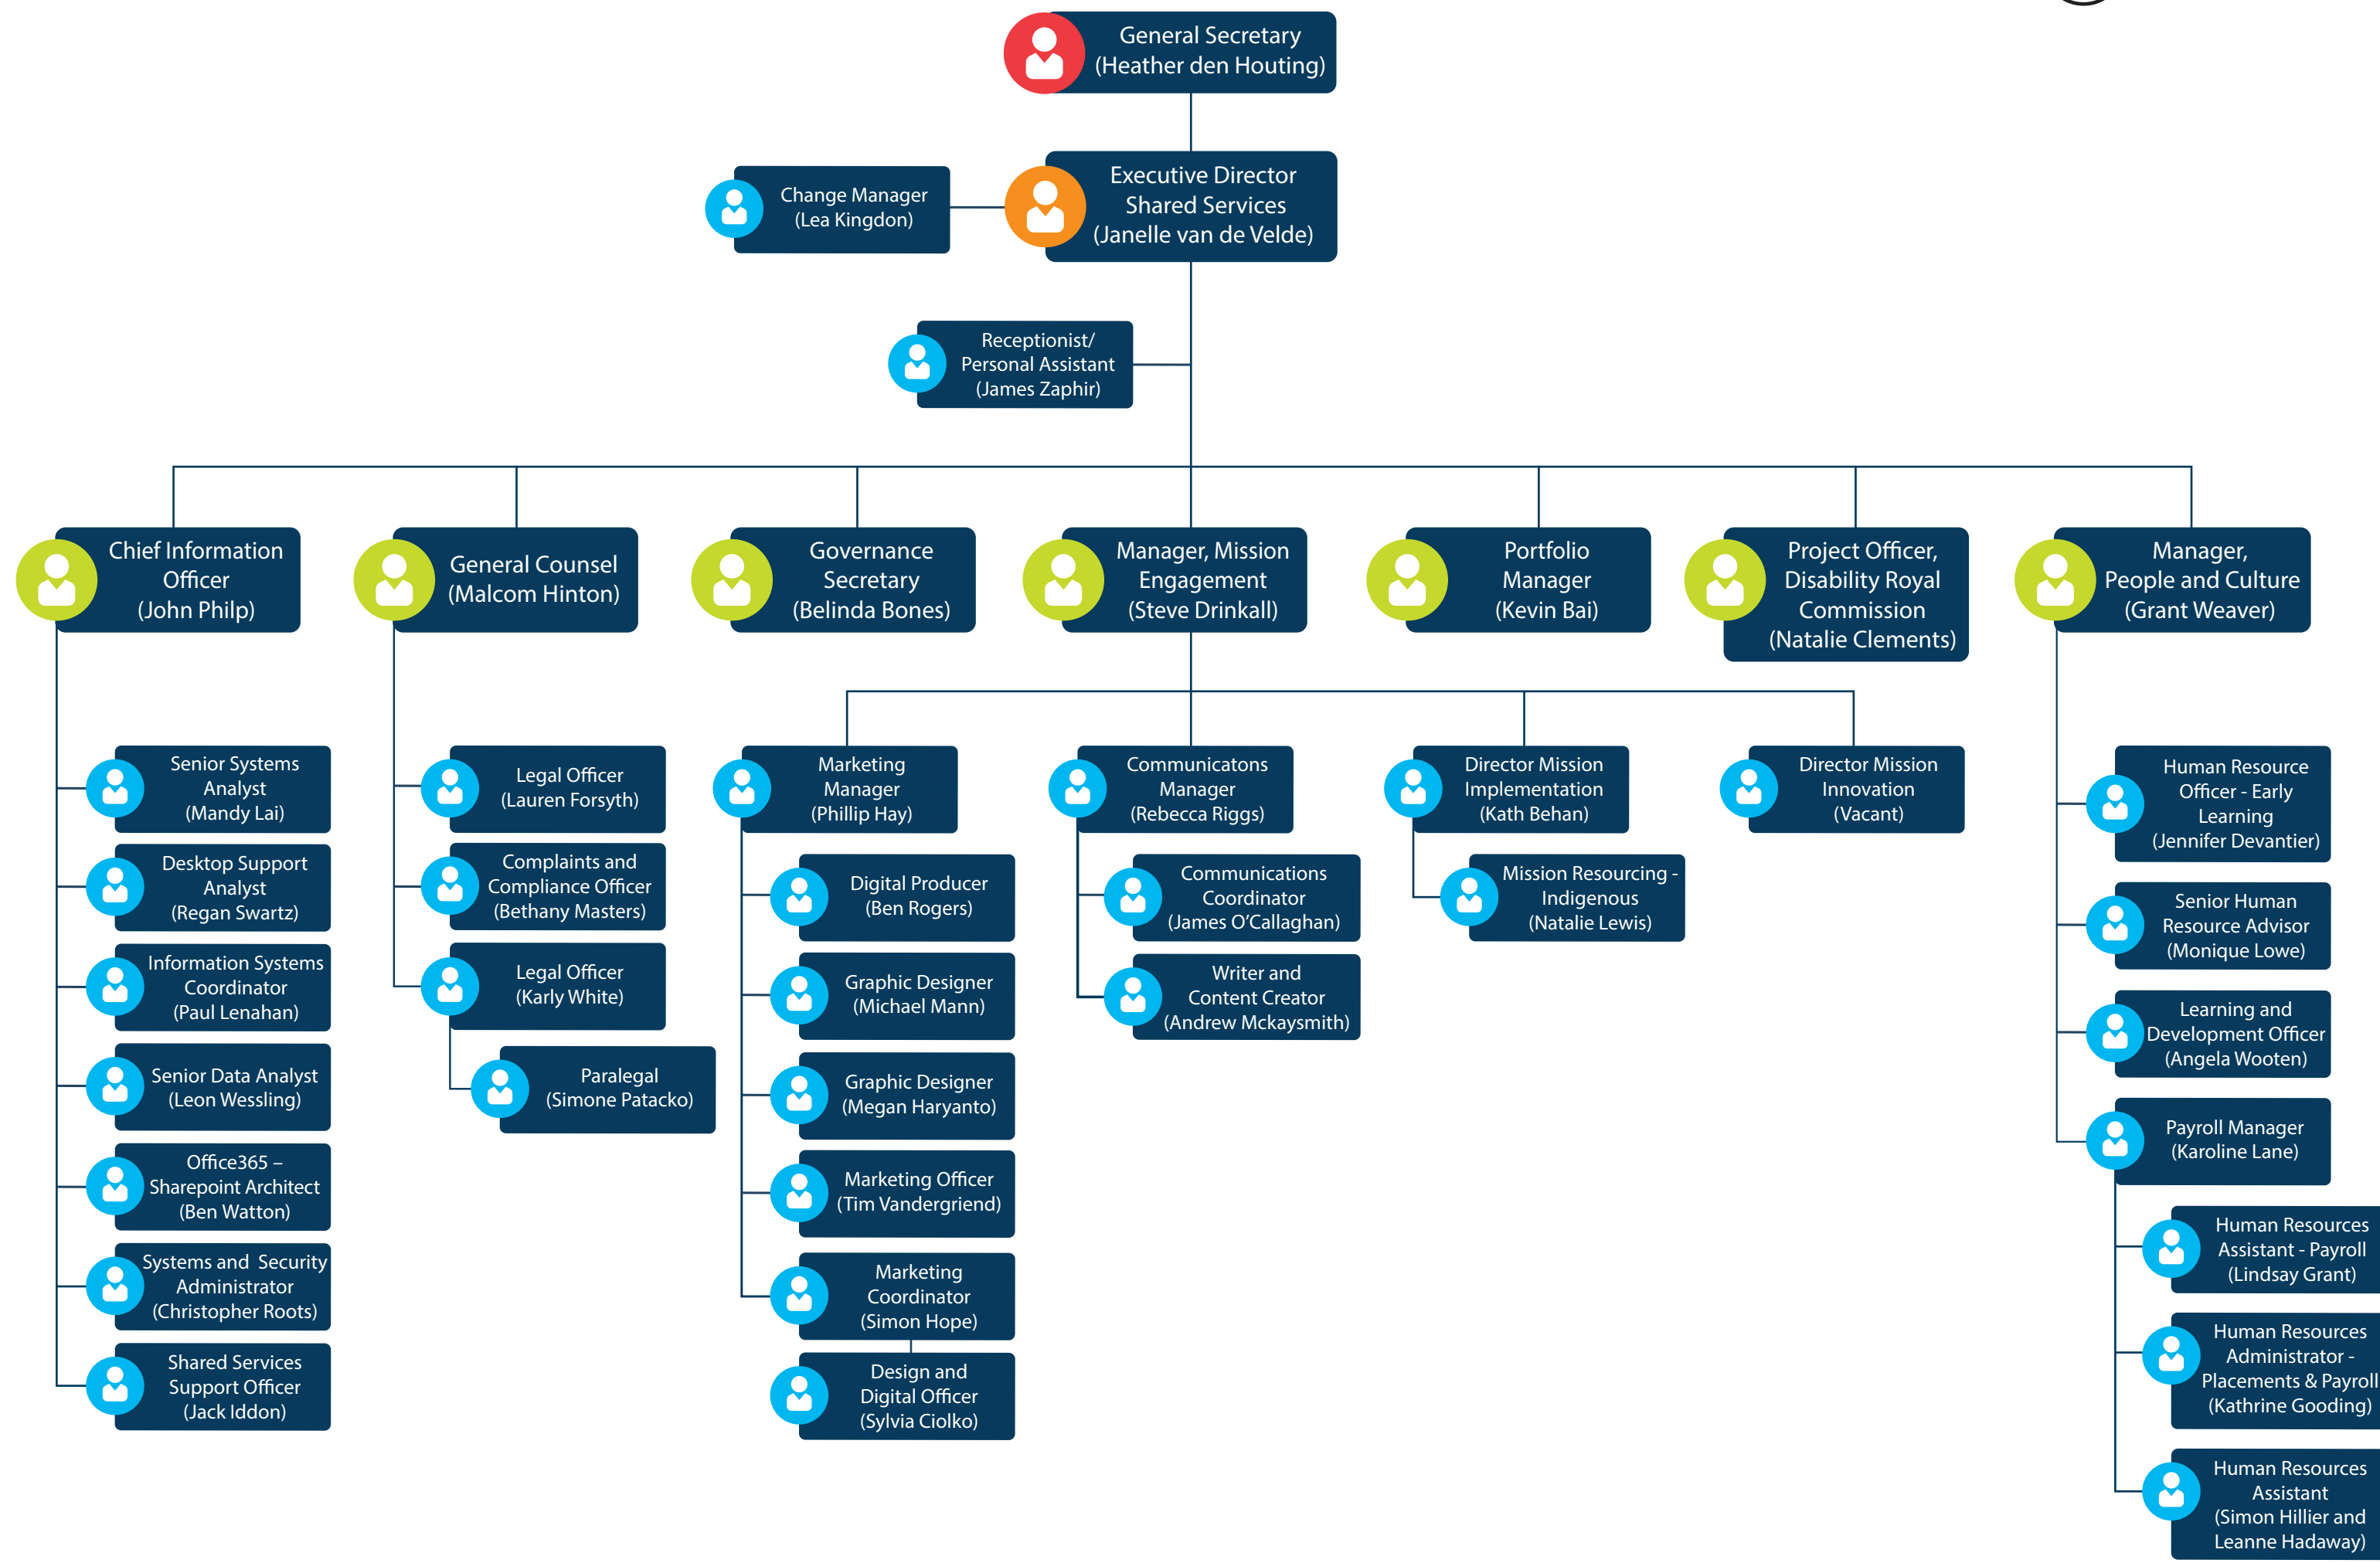 General Secretary
(Heather den Houting)
Executive Director
Shared Services
(Janelle van de Velde)
Change Manager
(Lea Kingdon)
Receptionist/
Personal Assistant
(James Zaphir)
Chief Information
Officer
(John Philp)
General Counsel
(Malcom Hinton)
Governance
Secretary
(Belinda Bones)
Manager, Mission
Engagement
(Steve Drinkall)
Portfolio
Manager
(Kevin Bai)
Project Officer,
Disability Royal
Commission
(Natalie Clements)
Manager,
People and Culture
(Grant Weaver)
Senior Systems
Analyst
(Mandy Lai)
Desktop Support
Analyst
(Regan Swartz)
Information Systems
Coordinator
(Paul Lenahan)
Senior Data Analyst
(Leon Wessling)
Office365 –
Sharepoint Architect
(Ben Watton)
Systems and Security
Administrator
(Christopher Roots)
Shared Services
Support Officer
(Jack Iddon)
Legal Officer
(Lauren Forsyth)
Complaints and
Compliance Officer
(Bethany Masters)
Legal Officer
(Karly White)
Paralegal
(Simone Patacko)
Marketing
Manager
(Phillip Hay)
Digital Producer
(Ben Rogers)
Graphic Designer
(Michael Mann)
Graphic Designer
(Megan Haryanto)
Marketing Officer
(Tim Vandergriend)
Marketing
Coordinator
(Simon Hope)
Design and
Digital Officer
(Sylvia Ciolko)
Communicatons
Manager
(Rebecca Riggs)
Communications
Coordinator
(James O’Callaghan)
Writer and
Content Creator
(Andrew Mckaysmith)
Director Mission
Implementation
(Kath Behan)
Mission Resourcing -
Indigenous
(Natalie Lewis)
Director Mission
Innovation
(Vacant)
Human Resource
Officer - Early
Learning
(Jennifer Devantier)
Senior Human
Resource Advisor
(Monique Lowe)
Learning and
Development Officer
(Angela Wooten)
Payroll Manager
(Karoline Lane)
Human Resources
Assistant - Payroll
(Lindsay Grant)
Human Resources
Administrator -
Placements & Payroll
(Kathrine Gooding)
Human Resources
Assistant
(Simon Hillier and
Leanne Hadaway)